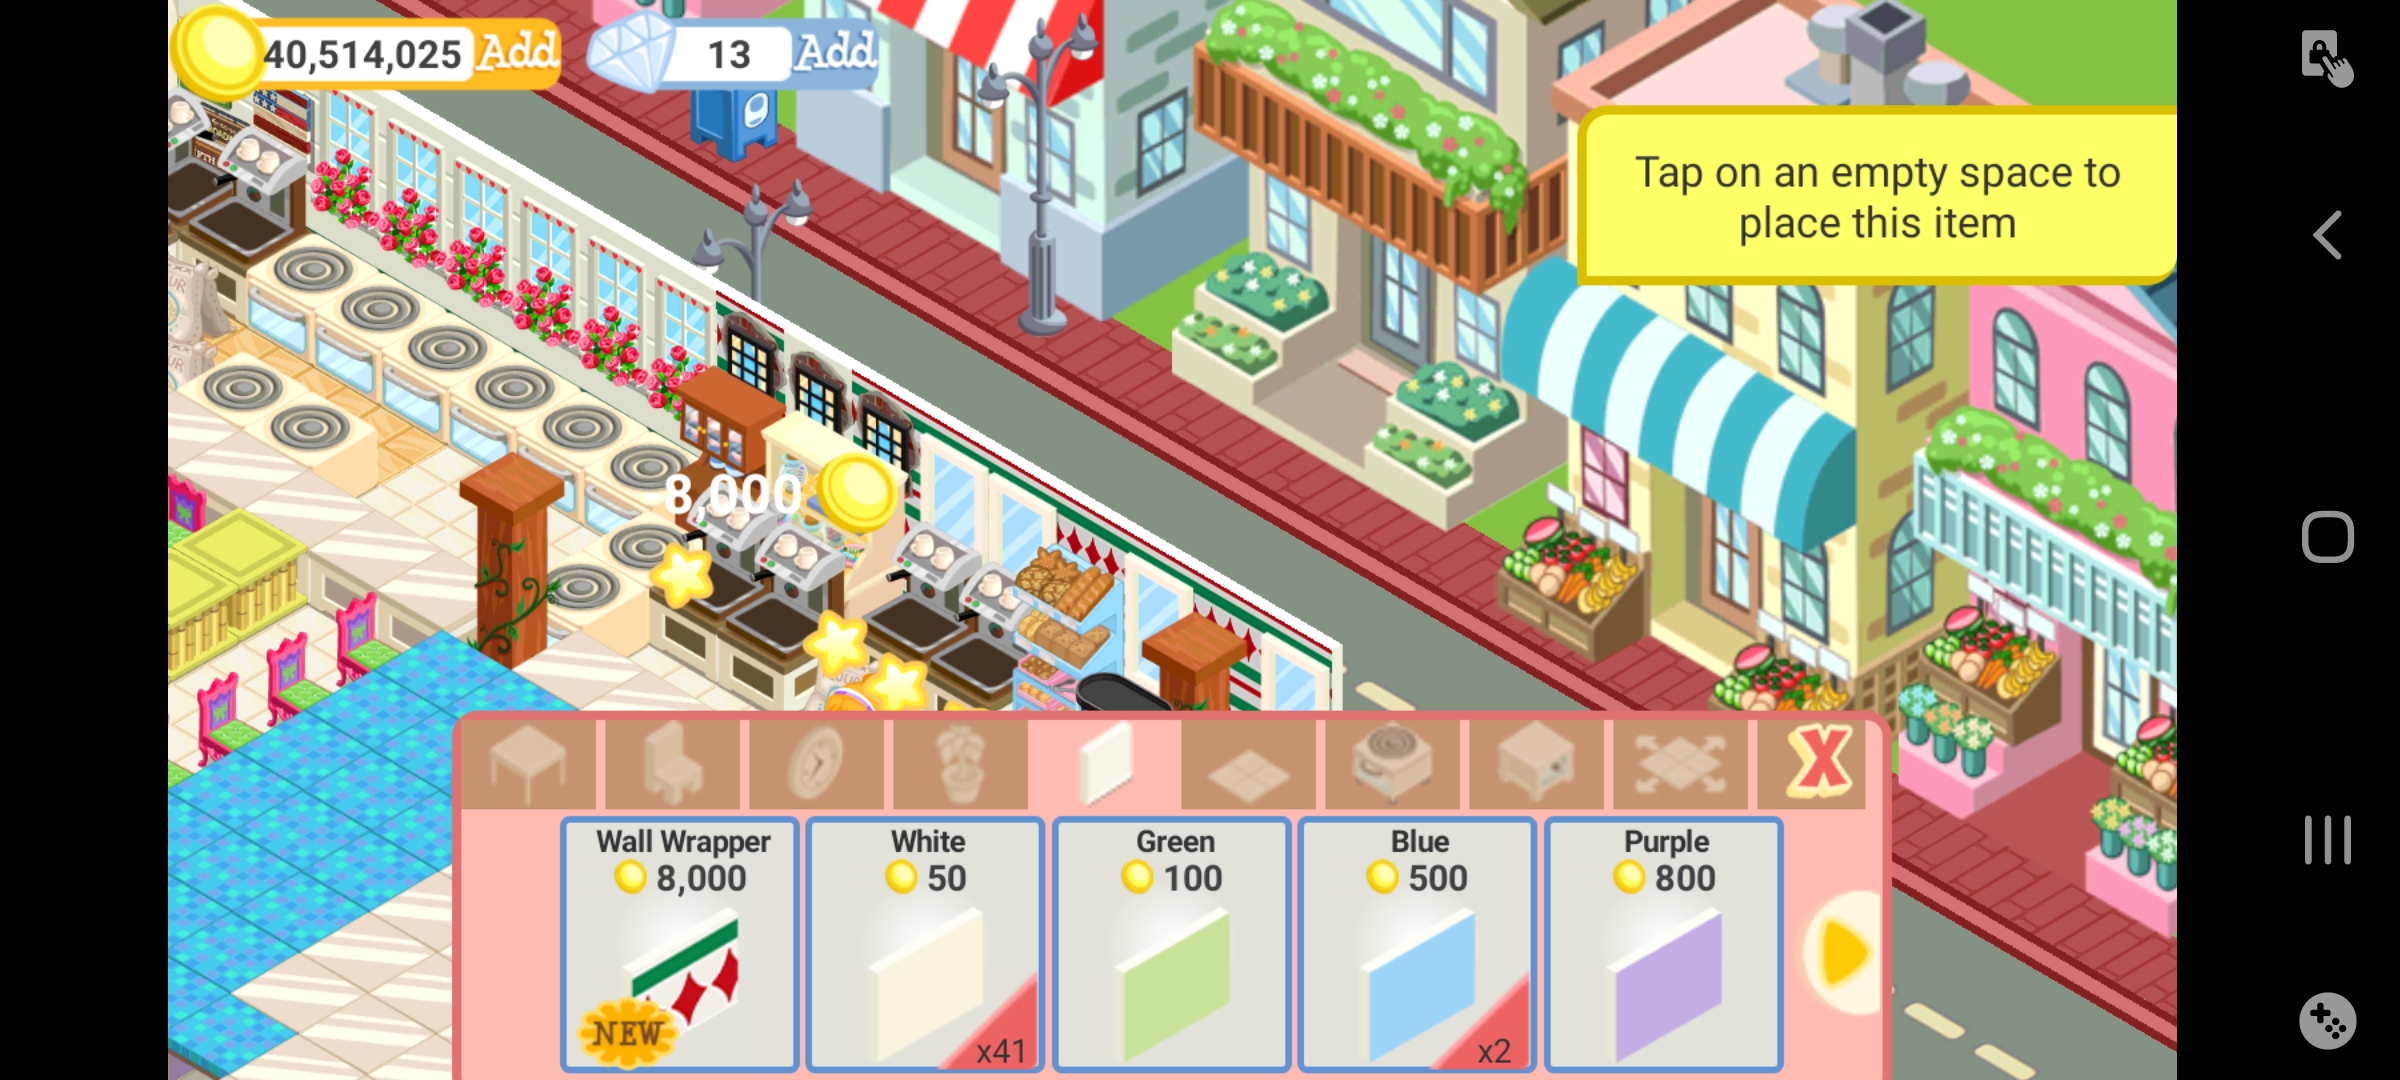 40,514,025 Add 13 Add
Tap on an empty space to
place this item
-8,000
Wall Wrapper
8,000
NEW
White
50
x41
Green
100
Blue
500
x2
Purple
800
X